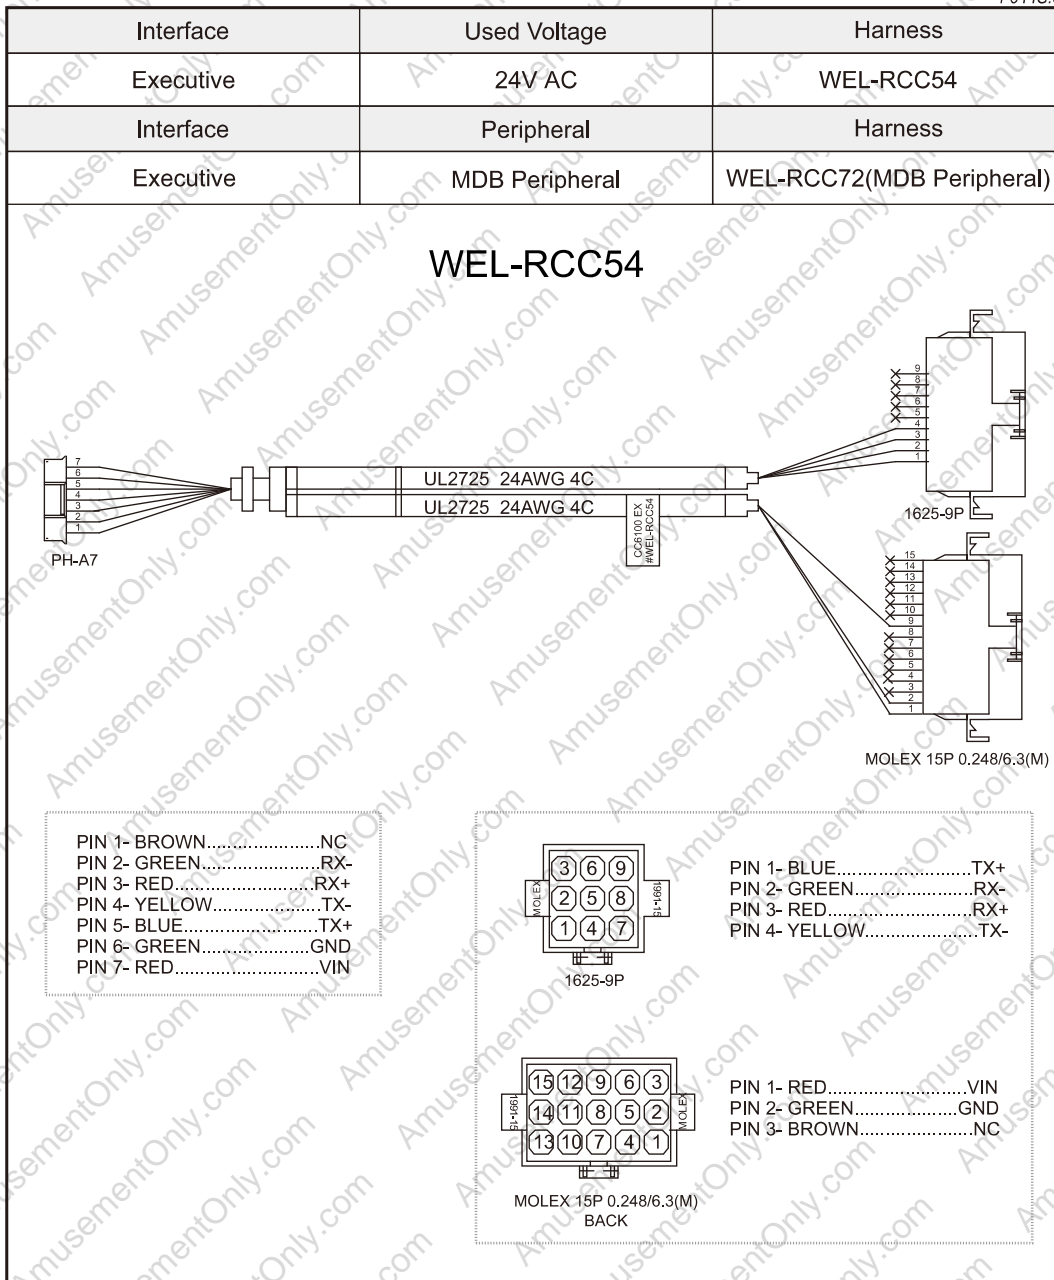 Interface Used Voltage Harness
Executive 24V AC WEL-RCC54
Interface Peripheral Harness
Executive MDB Peripheral WEL-RCC72(MDB Peripheral)
WEL-RCC54
9
8
7
6
5
4
3
2
1
1625-9P
7
6
5
4
3
2
1
PH-A7
UL2725 24AWG 4C
UL2725 24AWG 4C
CC6100 EX
#WEL-RCC54
15
14
13
12
11
10
9
8
7
6
5
4
3
2
1
MOLEX 15P 0.248/6.3(M)
PIN 1- BROWN....................NC
PIN 2- GREEN.....................RX-
PIN 3- RED.........................RX+
PIN 4- YELLOW...................TX-
PIN 5- BLUE........................TX+
PIN 6- GREEN....................GND
PIN 7- RED..........................VIN
3 6 9
2 5 8
1 4 7
MOLEX
1991-15
1625-9P
PIN 1- BLUE........................TX+
PIN 2- GREEN.....................RX-
PIN 3- RED.........................RX+
PIN 4- YELLOW....................TX-
15 12 9 6 3
14 11 8 5 2
13 10 7 4 1
1991-15
MOLEX
MOLEX 15P 0.248/6.3(M)
BACK
PIN 1- RED.........................VIN
PIN 2- GREEN...................GND
PIN 3- BROWN....................NC
AmusementOnly.com